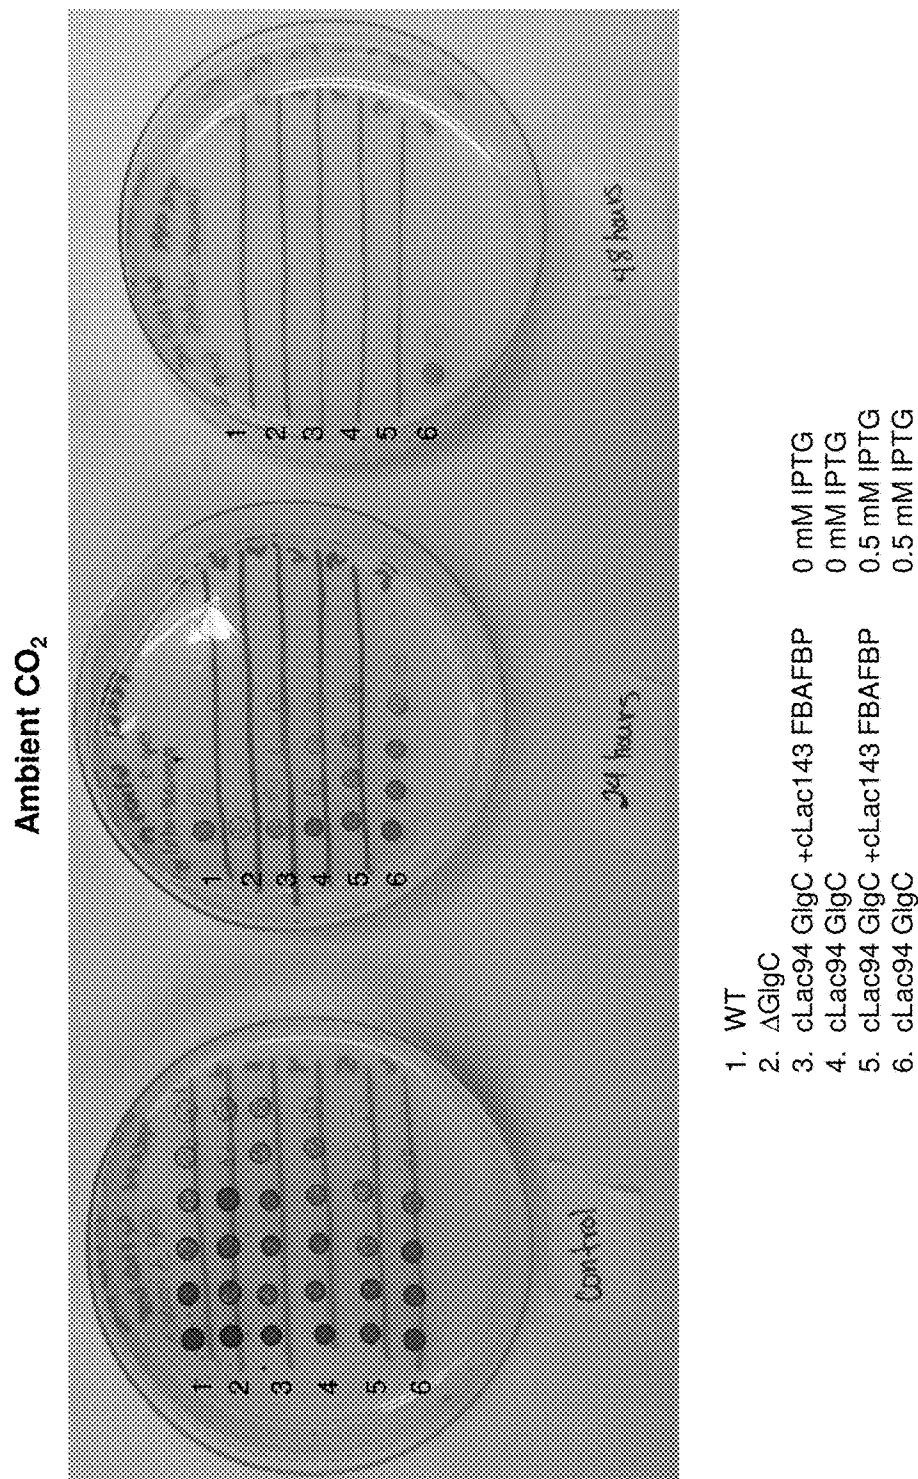 Ambient CO₂
1
2
3
4
5
6
Control
1
2
3
4
5
6
24 hours
1
2
3
4
5
6
48 hours
1. WT
2. ΔGlgC
3. cLac94 GlgC +cLac143 FBAFBP 0 mM IPTG
4. cLac94 GlgC 0 mM IPTG
5. cLac94 GlgC +cLac143 FBAFBP 0.5 mM IPTG
6. cLac94 GlgC 0.5 mM IPTG